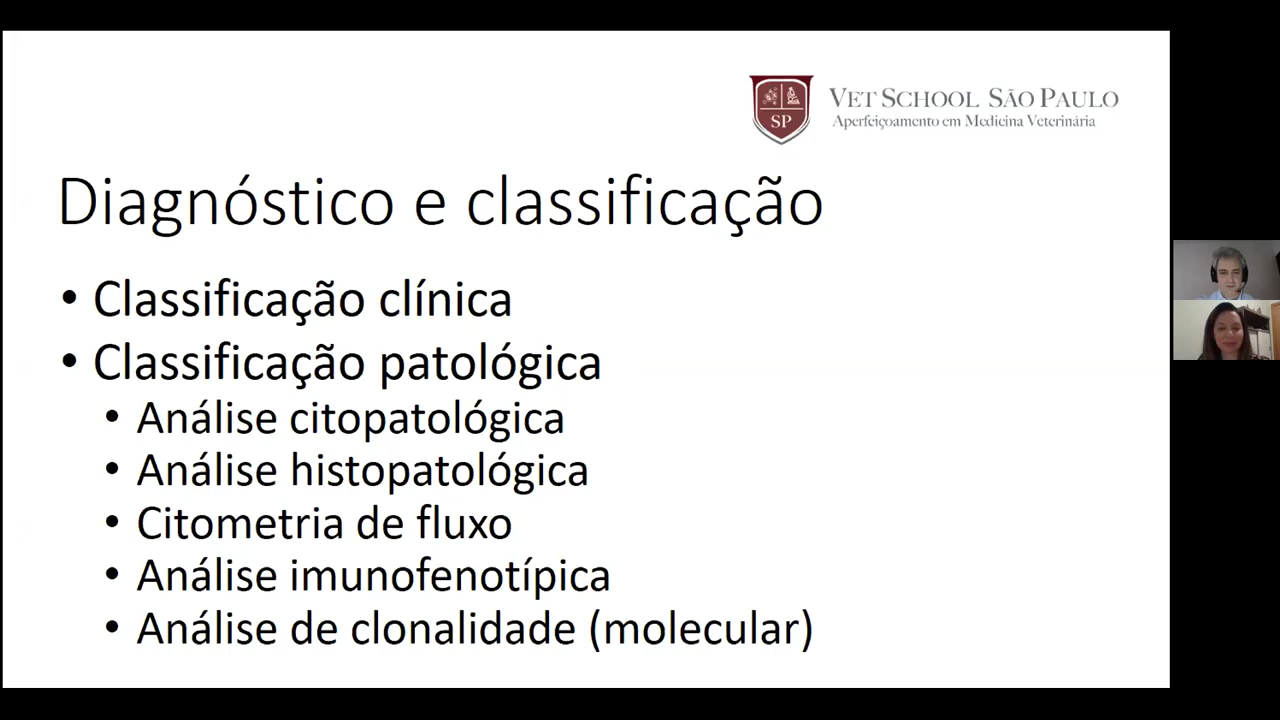 VET SCHOOL SÃO PAULO
SP
Aperfeiçoamento em Medicina Veterinária
Diagnóstico e classificação
• Classificação clínica
• Classificação patológica
• Análise citopatológica
• Análise histopatológica
• Citometria de fluxo
• Análise imunofenotípica
• Análise de clonalidade (molecular)